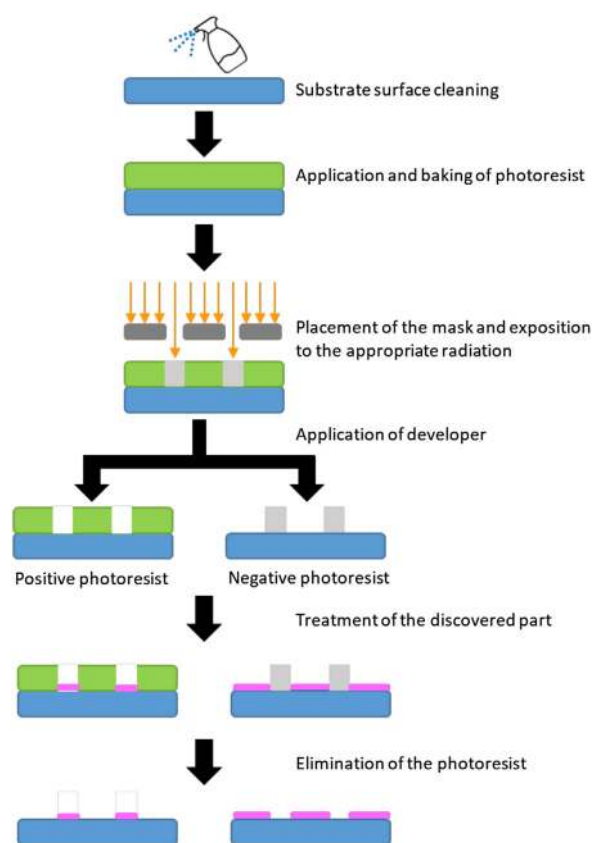 Substrate surface cleaning
Application and baking of photoresist
Placement of the mask and exposition
to the appropriate radiation
Application of developer
Positive photoresist
Negative photoresist
Treatment of the discovered part
Elimination of the photoresist